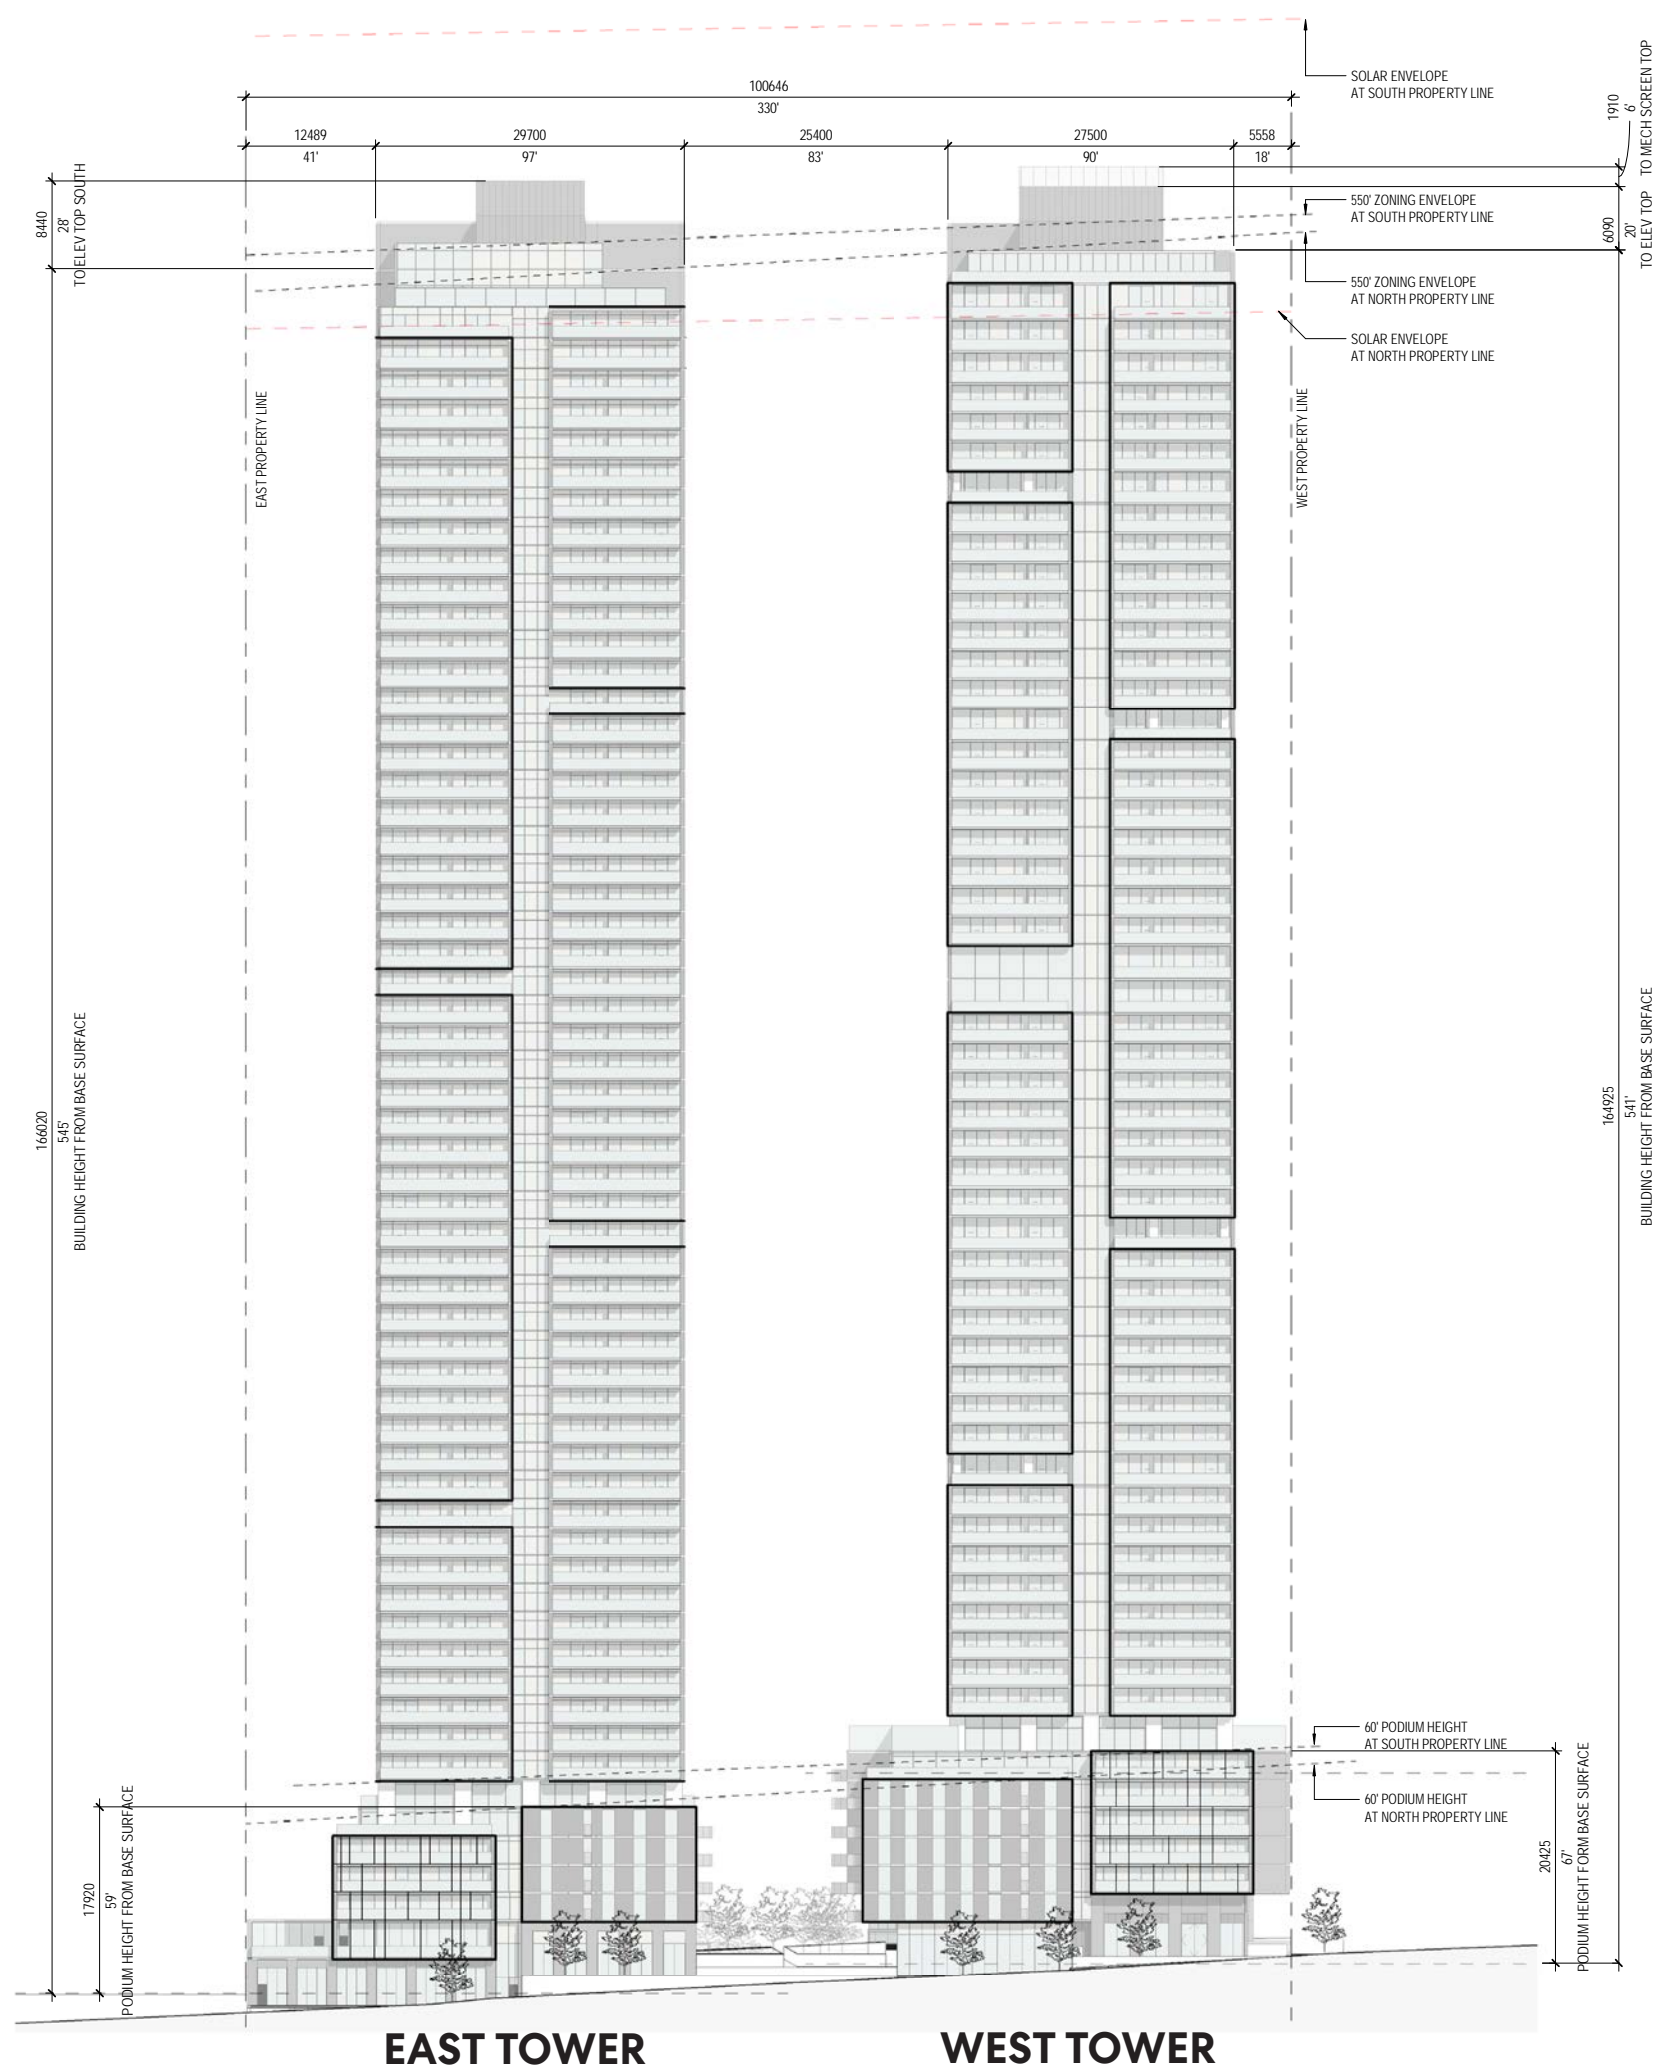 SOLAR ENVELOPE
AT SOUTH PROPERTY LINE
100646
330'
12489
41'
29700
97'
25400
83'
27500
90'
5558
18'
1910
6'
TO MECH SCREEN TOP
8440
28'
TO ELEV TOP SOUTH
550' ZONING ENVELOPE
AT SOUTH PROPERTY LINE
6090
20'
TO ELEV TOP
550' ZONING ENVELOPE
AT NORTH PROPERTY LINE
SOLAR ENVELOPE
AT NORTH PROPERTY LINE
EAST PROPERTY LINE
WEST PROPERTY LINE
166020
545'
BUILDING HEIGHT FROM BASE SURFACE
164925
541'
BUILDING HEIGHT FROM BASE SURFACE
60' PODIUM HEIGHT
AT SOUTH PROPERTY LINE
60' PODIUM HEIGHT
AT NORTH PROPERTY LINE
17920
59'
PODIUM HEIGHT FROM BASE SURFACE
20425
67'
PODIUM HEIGHT FORM BASE SURFACE
EAST TOWER
WEST TOWER